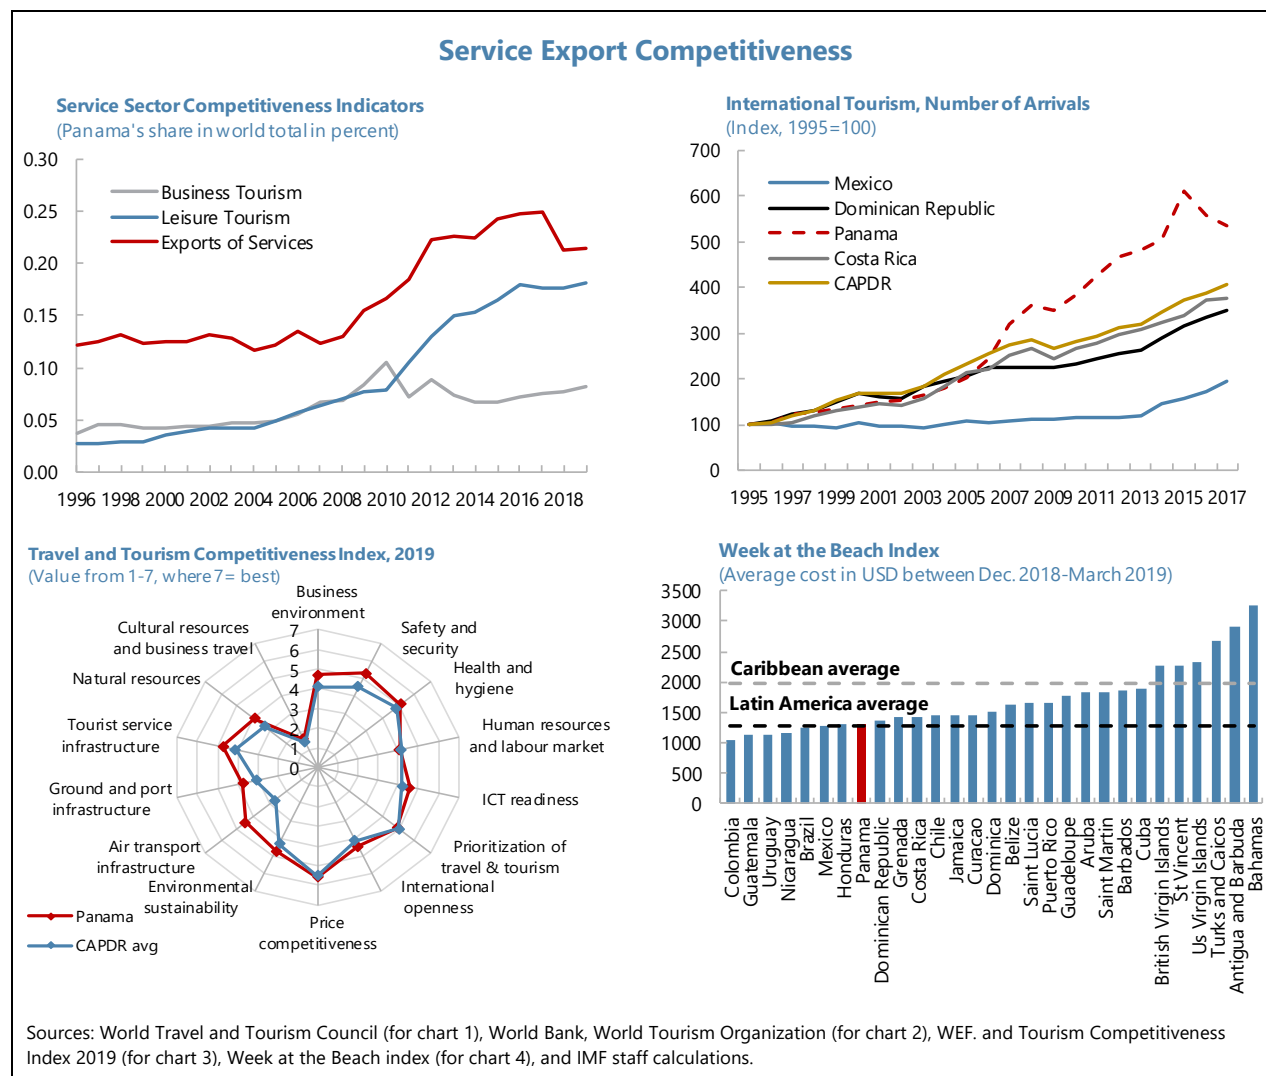 Service Export Competitiveness
Service Sector Competitiveness Indicators
(Panama's share in world total in percent)
0.30
0.25
0.20
0.15
0.10
0.05
0.00
Business Tourism
Leisure Tourism
Exports of Services
1996 1998 2000 2002 2004 2006 2008 2010 2012 2014 2016 2018
International Tourism, Number of Arrivals
(Index, 1995=100)
700
600
500
400
300
200
100
0
Mexico
Dominican Republic
Panama
Costa Rica
CAPDR
1995 1997 1999 2001 2003 2005 2007 2009 2011 2013 2015 2017
Travel and Tourism Competitiveness Index, 2019
(Value from 1-7, where 7= best)
Business
environment
Safety and
security
Health and
hygiene
Human resources
and labour market
ICT readiness
Prioritization of
travel & tourism
International
openness
Price
competitiveness
Environmental
sustainability
Air transport
infrastructure
Ground and port
infrastructure
Tourist service
infrastructure
Natural resources
Cultural resources
and business travel
7
6
5
4
3
2
1
0
Panama
CAPDR avg
Week at the Beach Index
(Average cost in USD between Dec. 2018-March 2019)
3500
3000
2500
2000
1500
1000
500
0
Caribbean average
Latin America average
Colombia
Guatemala
Uruguay
Nicaragua
Brazil
Mexico
Honduras
Panama
Dominican Republic
Grenada
Costa Rica
Chile
Jamaica
Curacao
Dominica
Belize
Saint Lucia
Puerto Rico
Guadeloupe
Aruba
Saint Martin
Barbados
Cuba
British Virgin Islands
St Vincent
Us Virgin Islands
Turks and Caicos
Antigua and Barbuda
Bahamas
Sources: World Travel and Tourism Council (for chart 1), World Bank, World Tourism Organization (for chart 2), WEF. and Tourism Competitiveness
Index 2019 (for chart 3), Week at the Beach index (for chart 4), and IMF staff calculations.